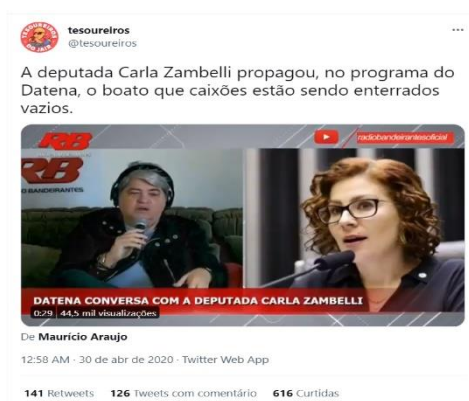 tesoureiros
@tesoureiros
A deputada Carla Zambelli propagou, no programa do
Datena, o boato que caixões estão sendo enterrados
vazios.
RB
radiobandeirantesoficial
RB
O BANDEIRANTES
DATENA CONVERSA COM A DEPUTADA CARLA ZAMBELLI
0:29 44,5 mil visualizações
De Maurício Araujo
12:58 AM · 30 de abr de 2020 · Twitter Web App
141 Retweets 126 Tweets com comentário 616 Curtidas